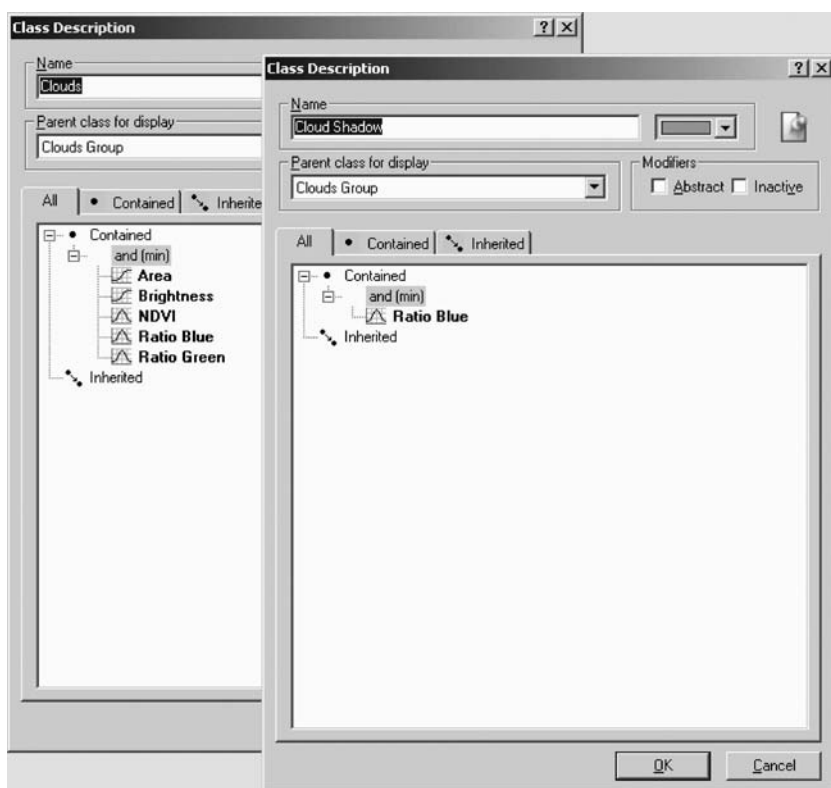 Class Description
Name
Clouds
Parent class for display
Clouds Group
All Contained Inherite
Contained
and (min)
Area
Brightness
NDVI
Ratio Blue
Ratio Green
Inherited
Class Description
Name
Cloud Shadow
Parent class for display
Clouds Group
Modifiers
Abstract Inactive
All Contained Inherited
Contained
and (min)
Ratio Blue
Inherited
OK Cancel